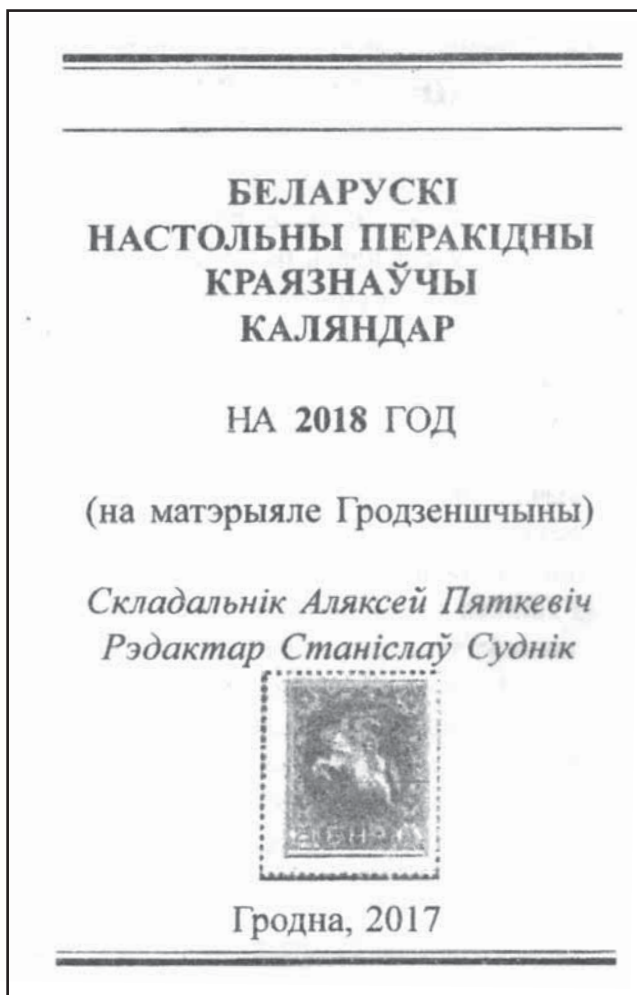 БЕЛАРУСКІ
НАСТОЛЬНЫ ПЕРАКІДНЫ
КРАЯЗНАЎЧЫ
КАЛЯНДАР
НА 2018 ГОД
(на матэрыяле Гродзеншчыны)
Складальнік Аляксей Пяткевіч
Рэдактар Станіслаў Суднік
Гродна, 2017